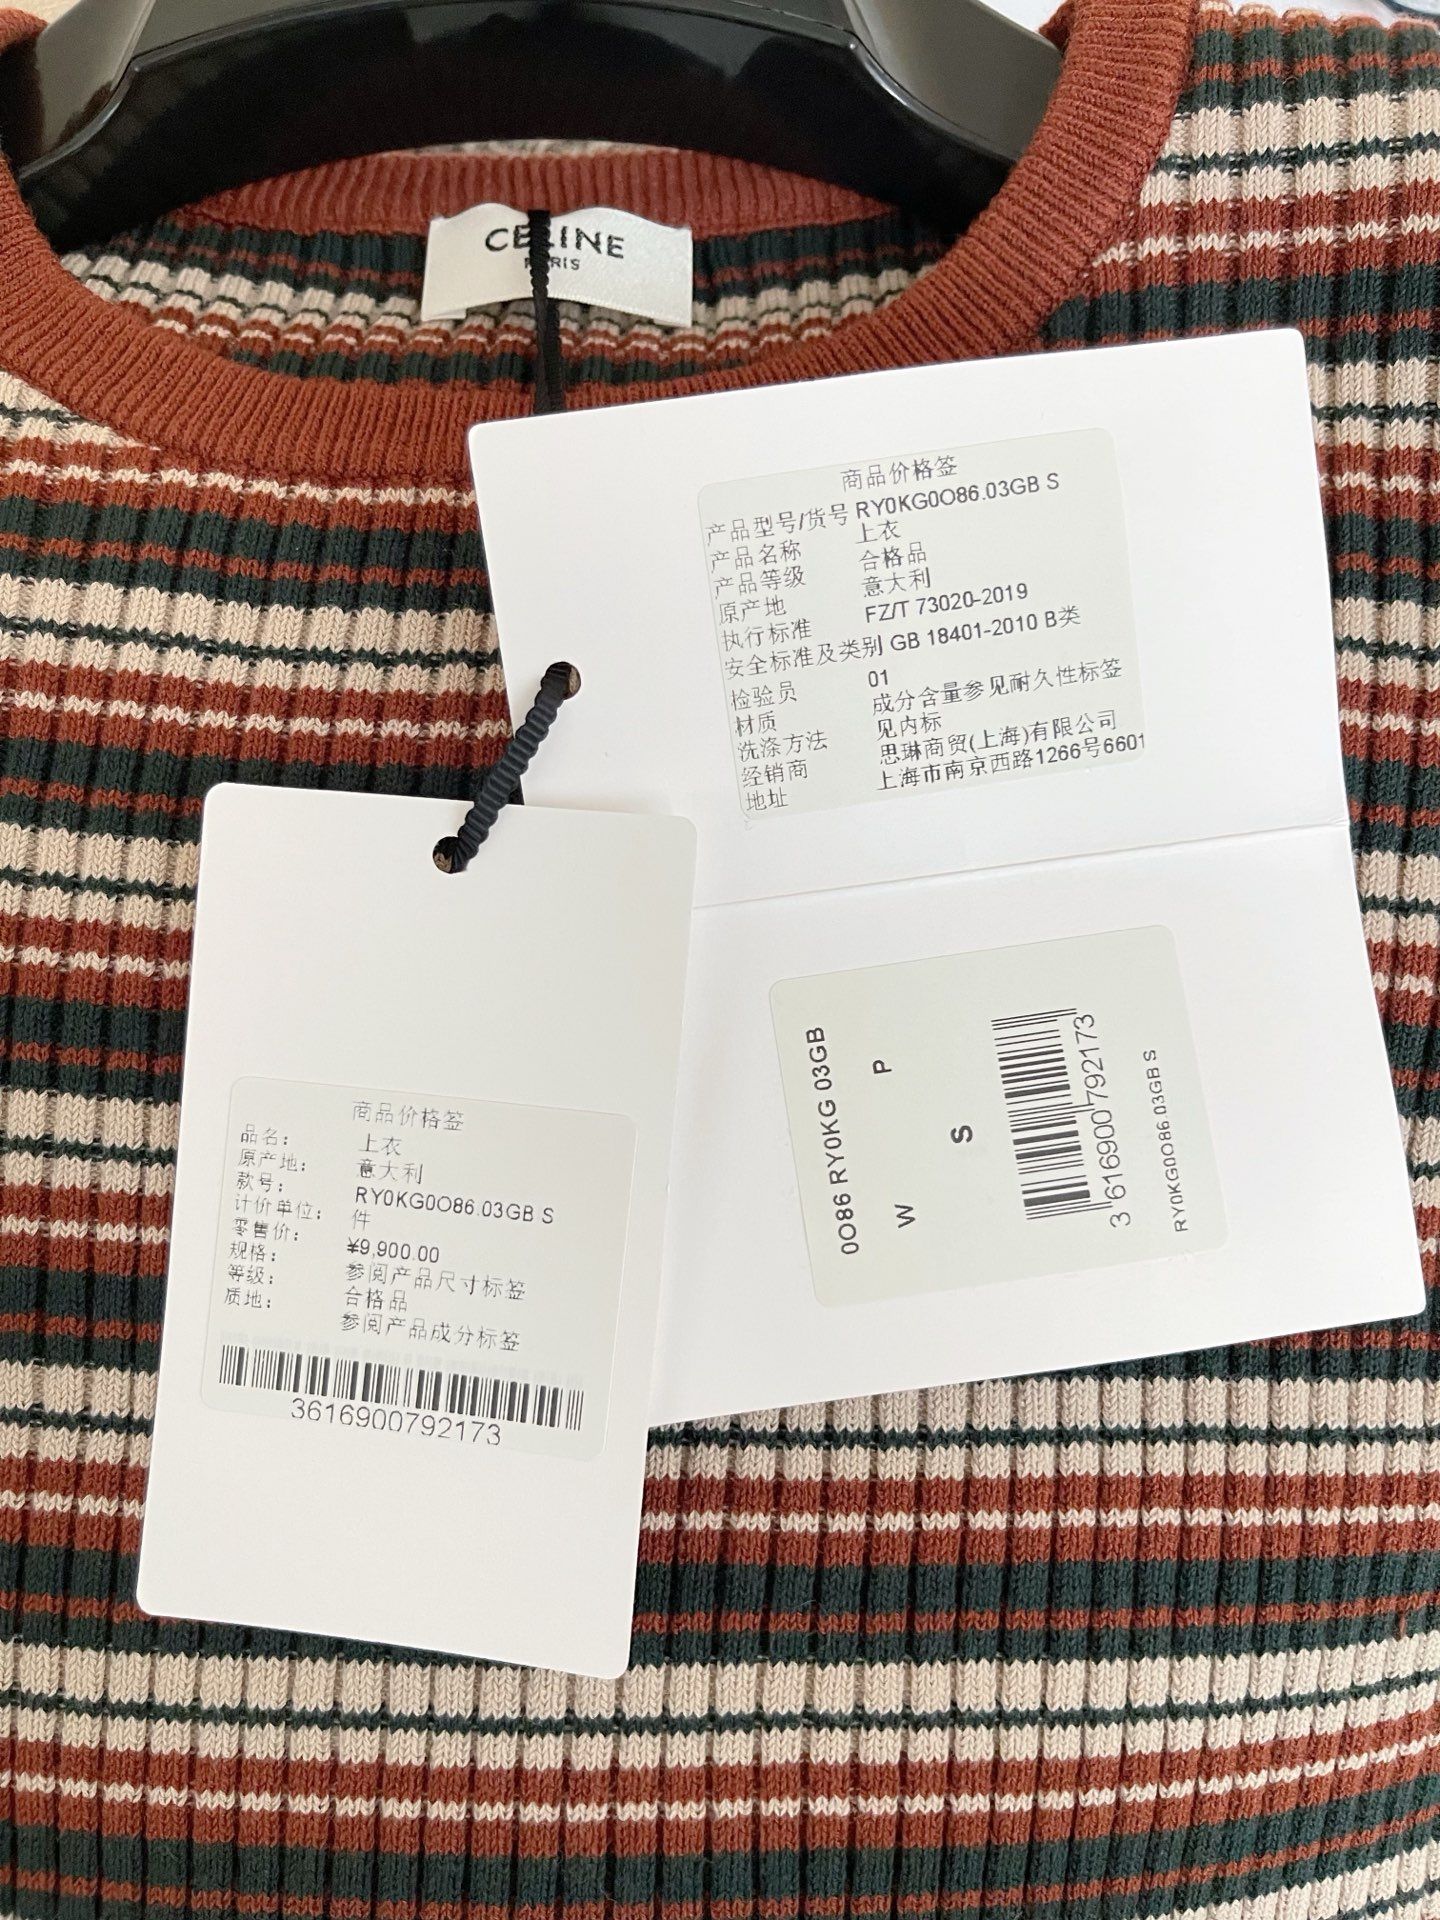 CELINE
PARIS
商品价格签
产品型号/货号 RY0KG0O86.03GB S
产品名称 上衣
产品等级 合格品
原产地 意大利
执行标准 FZ/T 73020-2019
安全标准及类别 GB 18401-2010 B类
检验员 01
材质 成分含量参见耐久性标签
洗涤方法 见内标
经销商 思琳商贸(上海)有限公司
地址 上海市南京西路1266号6601
0O86 RY0KG 03GB
W P
S
3 616900 792173
RY0KG0O86.03GB S
商品价格签
品名： 上衣
原产地： 意大利
款号： RY0KG0O86.03GB S
计价单位： 件
零售价： ¥9,900.00
规格： 参阅产品尺寸标签
等级： 合格品
质地： 参阅产品成分标签
3616900792173